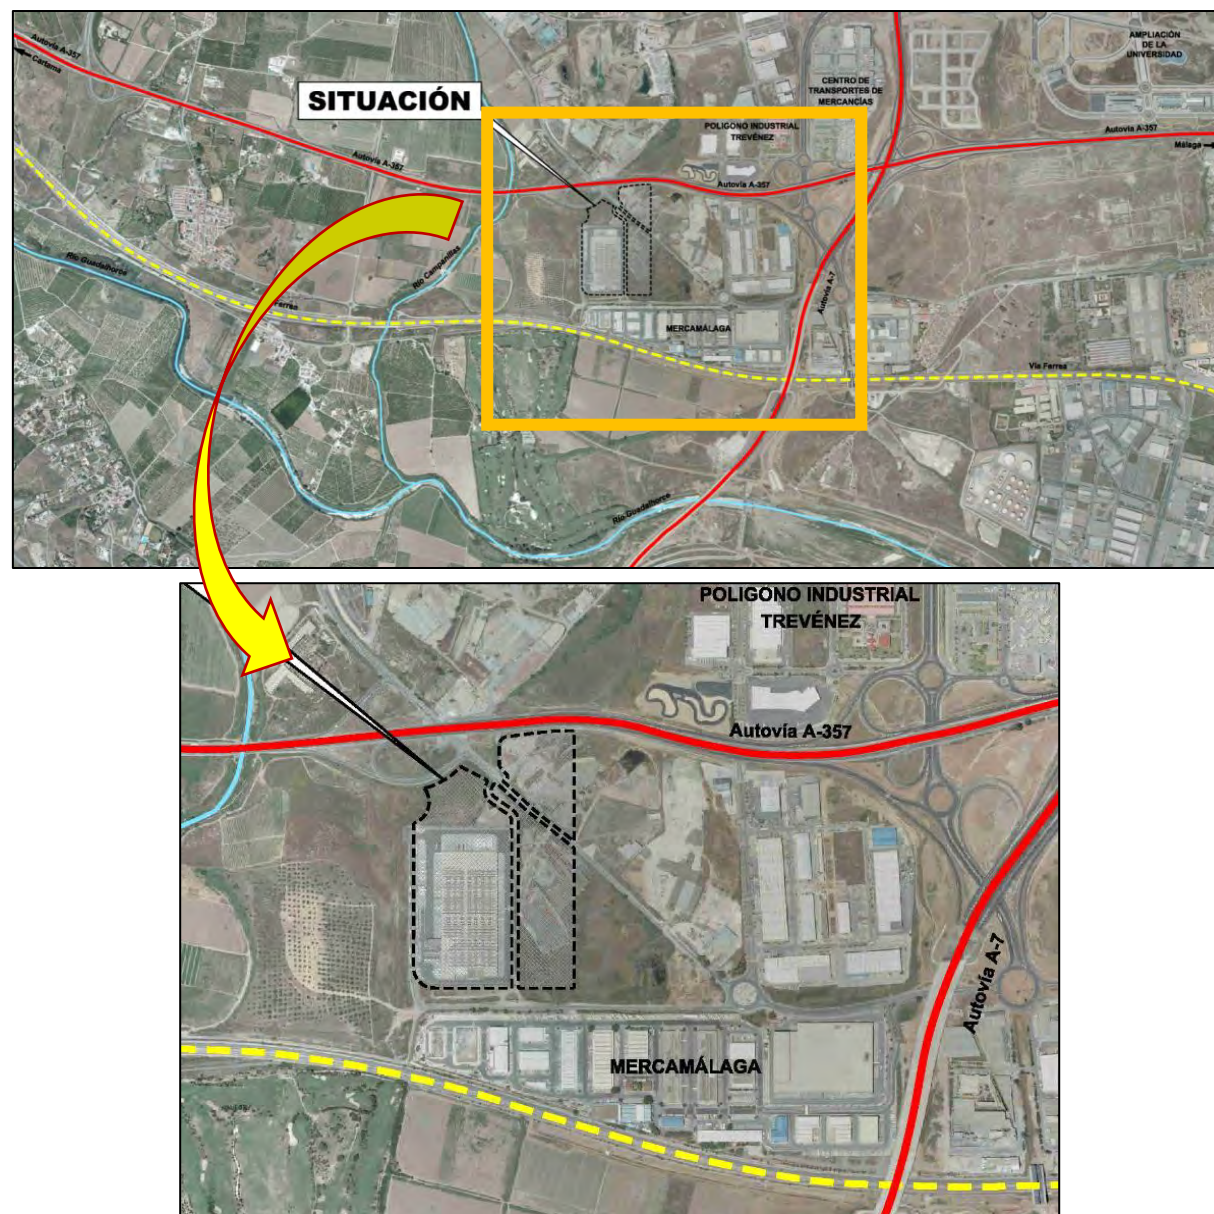 Autovía A-357
Cartama
SITUACIÓN
AMPLIACIÓN
DE LA
UNIVERSIDAD
CENTRO DE
TRANSPORTES DE
MERCANCÍAS
POLIGONO INDUSTRIAL
TREVÉNEZ
Autovía A-357
Málaga
Autovía A-357
Autovía A-357
Río Guadalhorce
Río Campanillas
Ferrea
Autovía A-7
MERCAMÁLAGA
Vía Ferrea
Río Guadalhorce
POLIGONO INDUSTRIAL
TREVÉNEZ
Autovía A-357
Autovía A-7
MERCAMÁLAGA